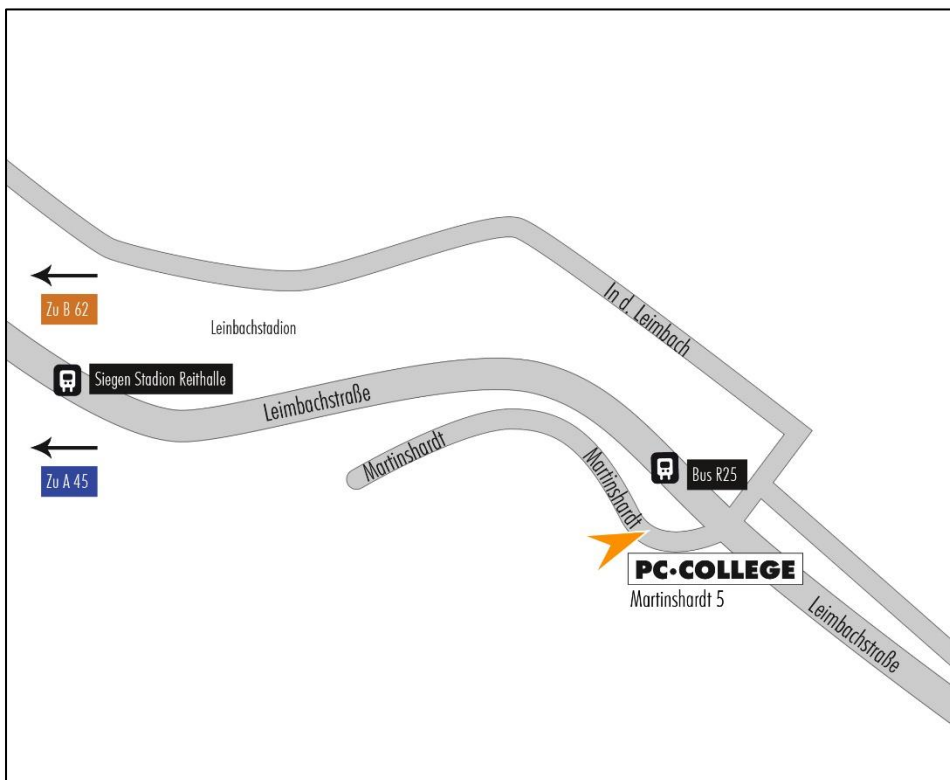 Zu B 62
In d. Leimbach
Leinbachstadion
Siegen Stadion Reithalle
Leimbachstraße
Martinshardt
Martinshardt
Zu A 45
Bus R25
PC·COLLEGE
Martinshardt 5
Leimbachstraße